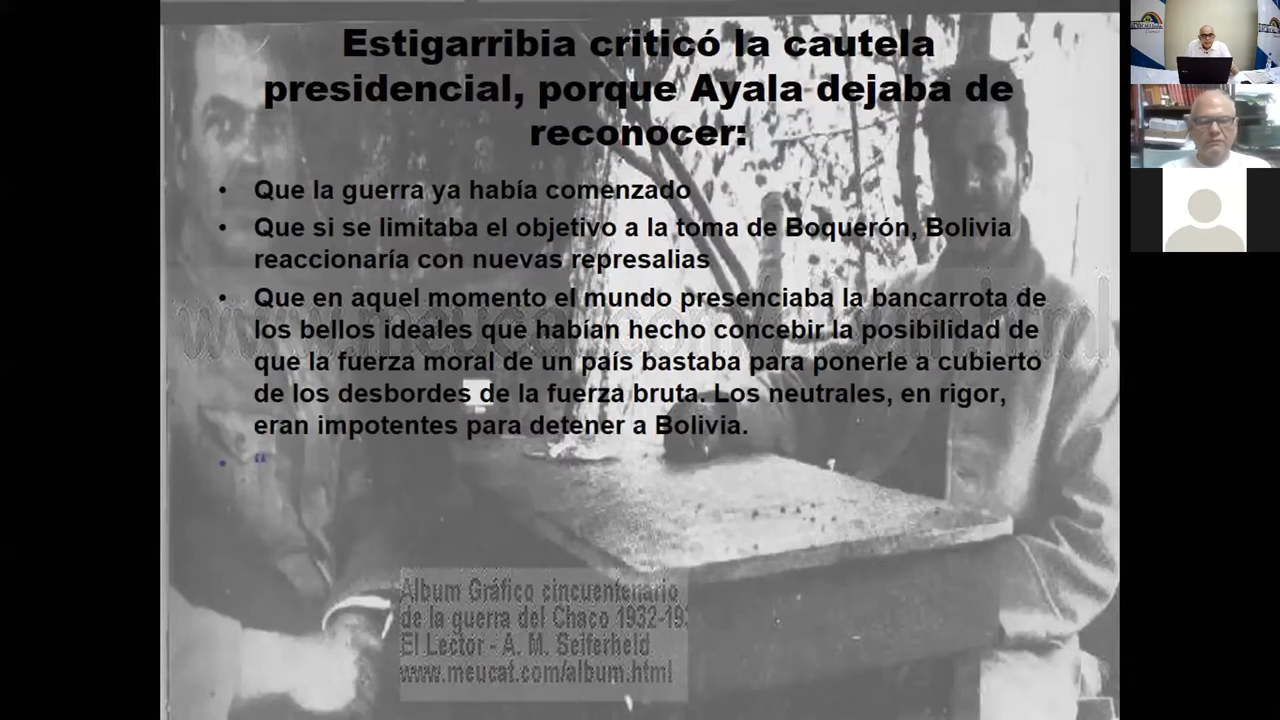 Estigarribia criticó la cautela
presidencial, porque Ayala dejaba de
reconocer:
• Que la guerra ya había comenzado
• Que si se limitaba el objetivo a la toma de Boquerón, Bolivia
reaccionaría con nuevas represalias
• Que en aquel momento el mundo presenciaba la bancarrota de
los bellos ideales que habían hecho concebir la posibilidad de
que la fuerza moral de un país bastaba para ponerle a cubierto
de los desbordes de la fuerza bruta. Los neutrales, en rigor,
eran impotentes para detener a Bolivia.
• “
Album Gráfico cincuentenario
de la guerra del Chaco 1932-193
El Lector - A. M. Seiferheld
www.meucat.com/album.html